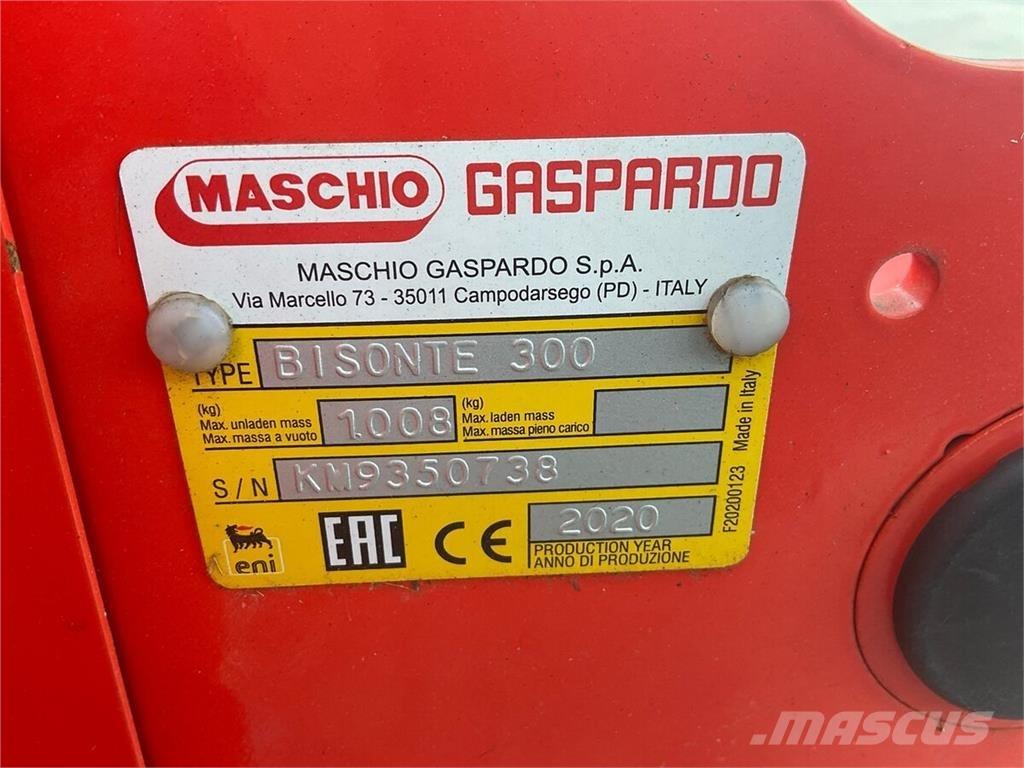 MASCHIO GASPARDO
MASCHIO GASPARDO S.p.A.
Via Marcello 73 - 35011 Campodarsego (PD) - ITALY
TYPE BISONTE 300
(kg)
Max. unladen mass
Max. massa a vuoto
1008
(kg)
Max. laden mass
Max. massa pieno carico
S/N KM9350738
eni
EAC
CE
2020
PRODUCTION YEAR
ANNO DI PRODUZIONE
F20200123 Made in Italy
MASCUS